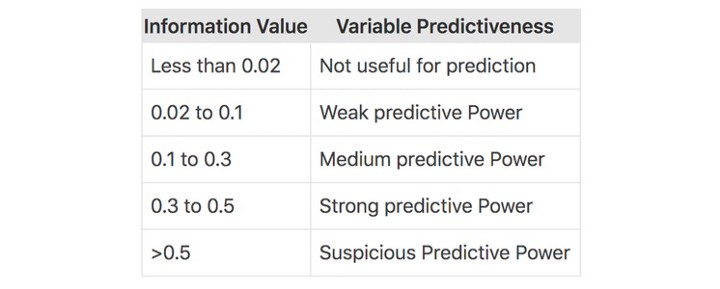 Information Value Variable Predictiveness
Less than 0.02 Not useful for prediction
0.02 to 0.1 Weak predictive Power
0.1 to 0.3 Medium predictive Power
0.3 to 0.5 Strong predictive Power
>0.5 Suspicious Predictive Power